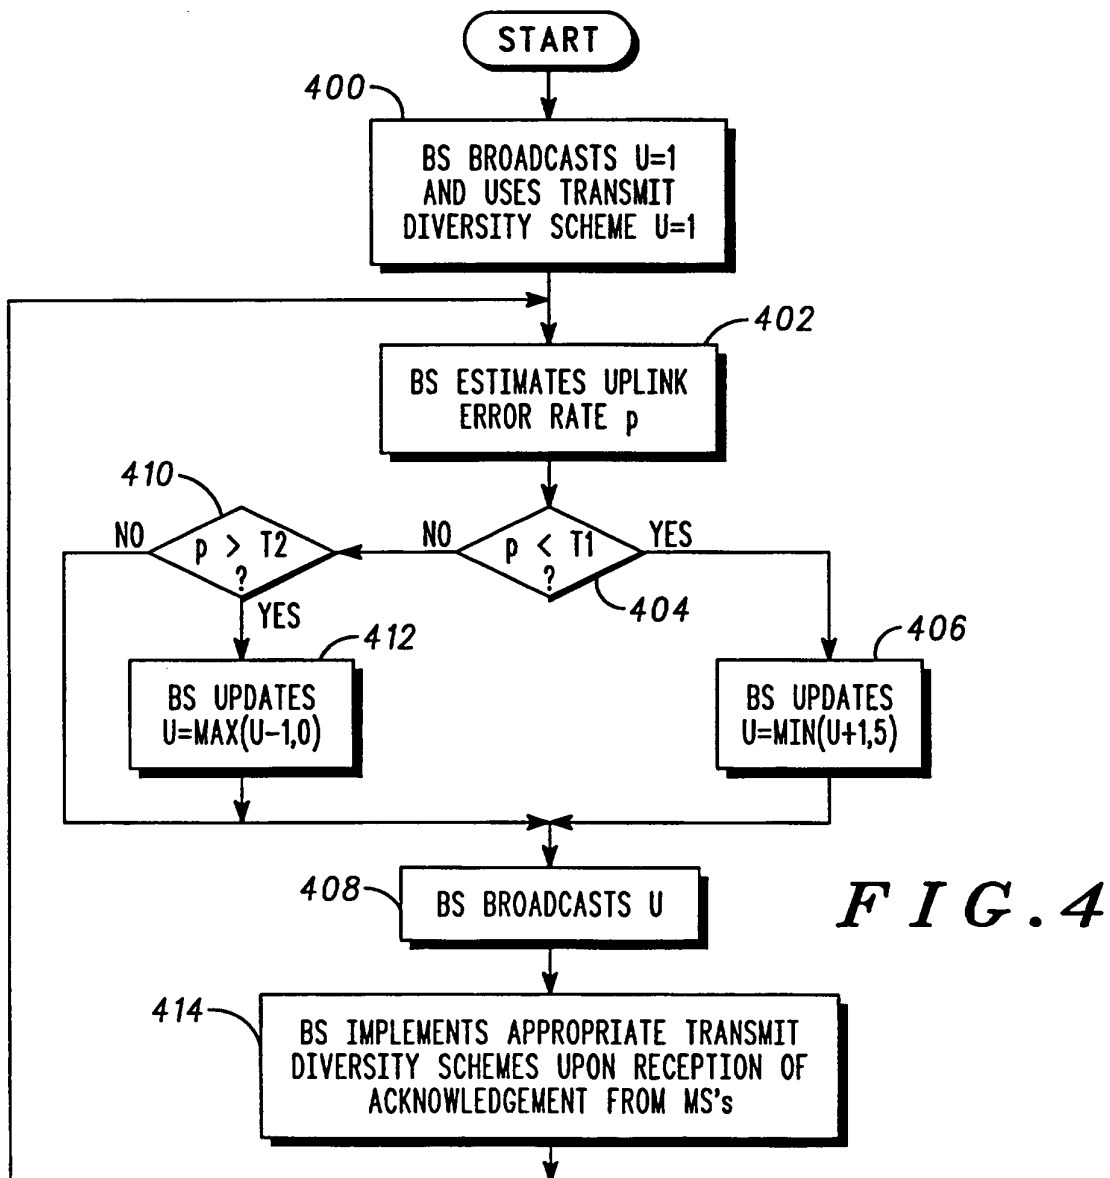 START
400
BS BROADCASTS U=1
AND USES TRANSMIT
DIVERSITY SCHEME U=1
402
BS ESTIMATES UPLINK
ERROR RATE p
410
NO
p > T2
?
YES
NO
p < T1
?
YES
404
412
BS UPDATES
U=MAX(U-1,0)
406
BS UPDATES
U=MIN(U+1,5)
408
BS BROADCASTS U
FIG.4
414
BS IMPLEMENTS APPROPRIATE TRANSMIT
DIVERSITY SCHEMES UPON RECEPTION OF
ACKNOWLEDGEMENT FROM MS's